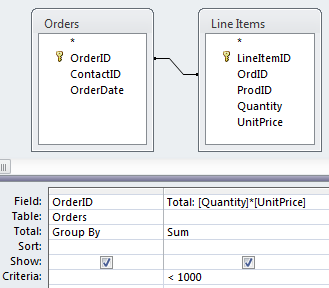 Orders
*
OrderID
ContactID
OrderDate
Line Items
*
LineItemID
OrdID
ProdID
Quantity
UnitPrice
Field: OrderID Total: [Quantity]*[UnitPrice]
Table: Orders
Total: Group By Sum
Sort:
Show:
Criteria: < 1000